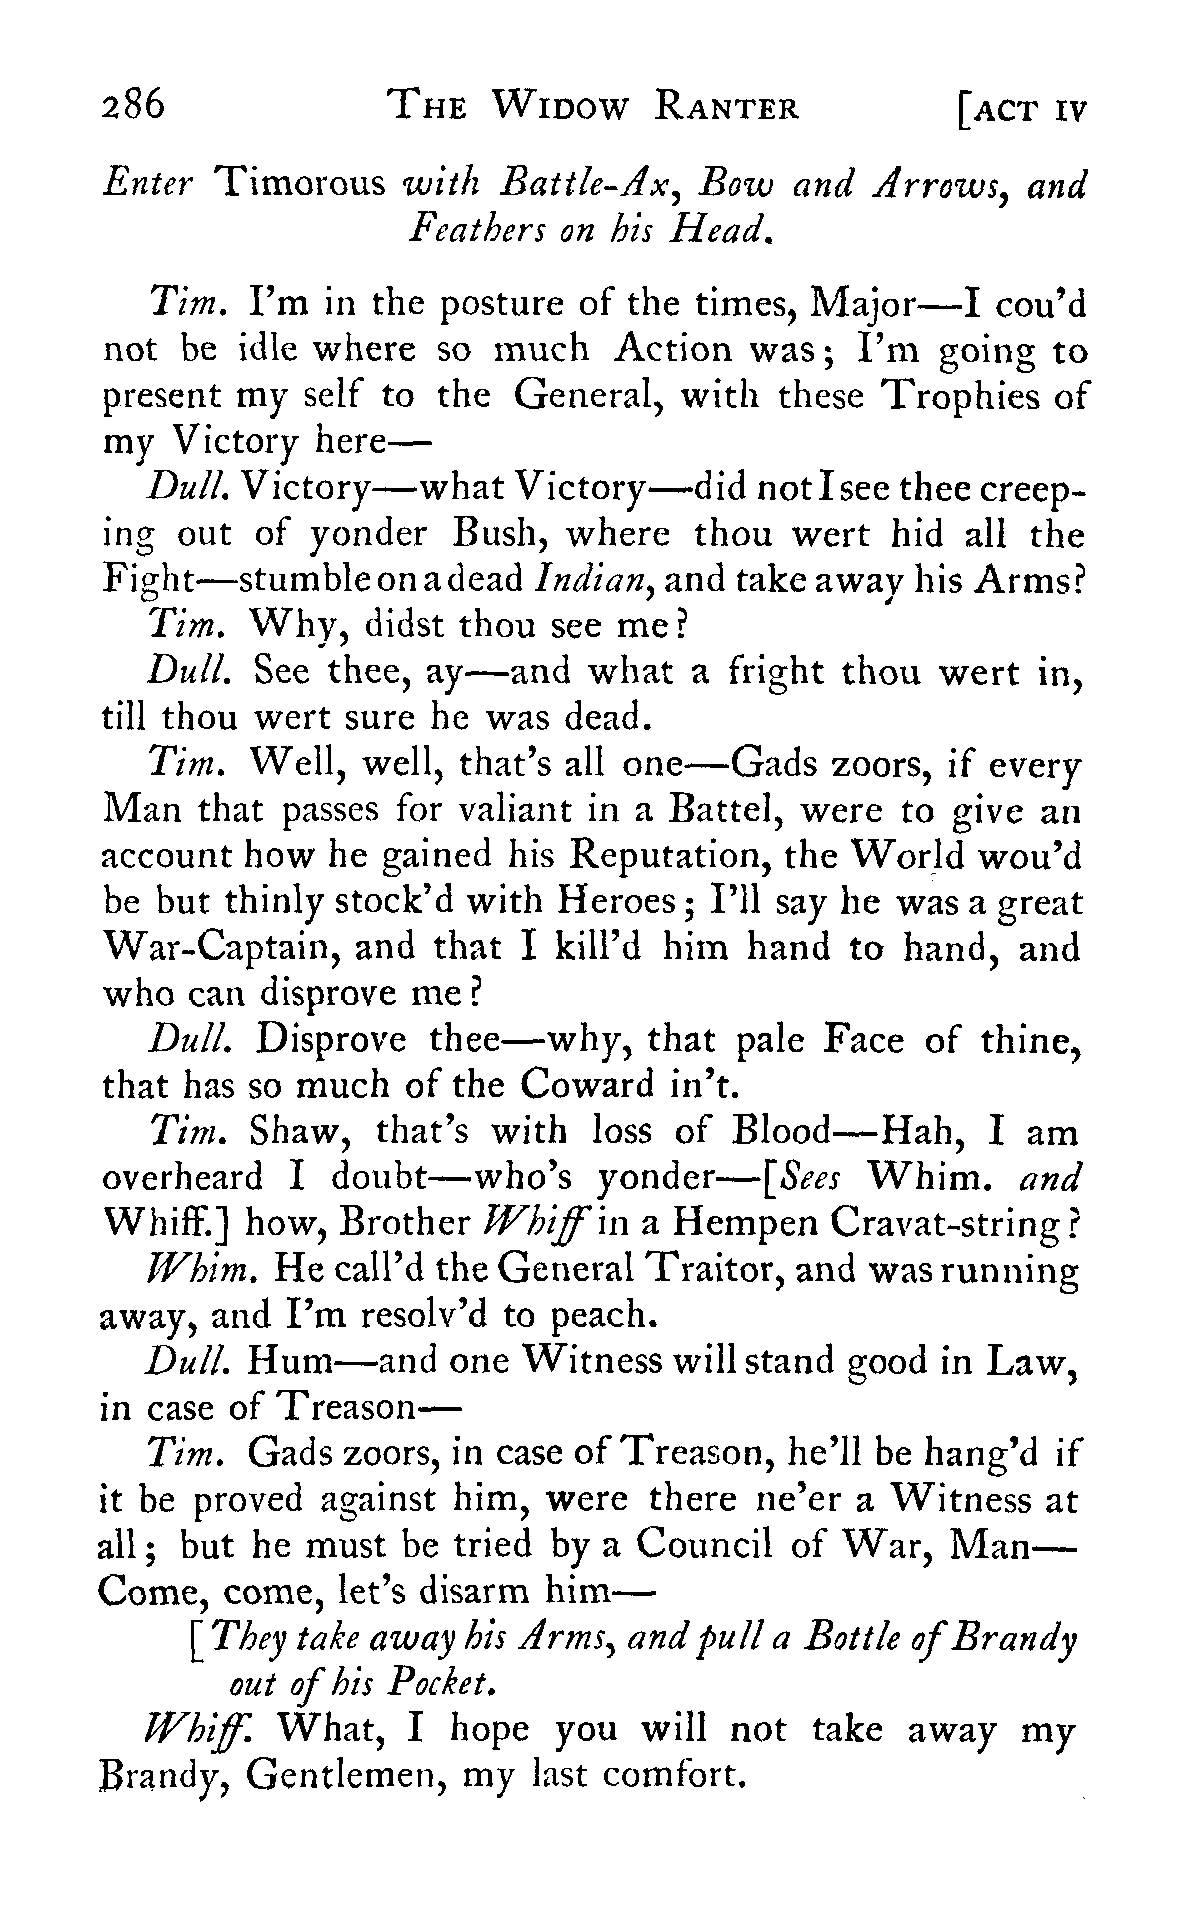 286 The Widow Ranter [ACT IV
Enter Timorous with Battle-Ax, Bow and Arrows, and
Feathers on his Head.
Tim. I'm in the posture of the times, Major—I cou'd
not be idle where so much Action was; I'm going to
present my self to the General, with these Trophies of
my Victory here—
Dull. Victory—what Victory—did not I see thee creep-
ing out of yonder Bush, where thou wert hid all the
Fight—stumble on a dead Indian, and take away his Arms?
Tim. Why, didst thou see me?
Dull. See thee, ay—and what a fright thou wert in,
till thou wert sure he was dead.
Tim. Well, well, that's all one—Gads zoors, if every
Man that passes for valiant in a Battel, were to give an
account how he gained his Reputation, the World wou'd
be but thinly stock'd with Heroes; I'll say he was a great
War-Captain, and that I kill'd him hand to hand, and
who can disprove me?
Dull. Disprove thee—why, that pale Face of thine,
that has so much of the Coward in't.
Tim. Shaw, that's with loss of Blood—Hah, I am
overheard I doubt—who's yonder—[Sees Whim. and
Whiff.] how, Brother Whiff in a Hempen Cravat-string?
Whim. He call'd the General Traitor, and was running
away, and I'm resolv'd to peach.
Dull. Hum—and one Witness will stand good in Law,
in case of Treason—
Tim. Gads zoors, in case of Treason, he'll be hang'd if
it be proved against him, were there ne'er a Witness at
all; but he must be tried by a Council of War, Man—
Come, come, let's disarm him—
[They take away his Arms, and pull a Bottle of Brandy
out of his Pocket.
Whiff. What, I hope you will not take away my
Brandy, Gentlemen, my last comfort.